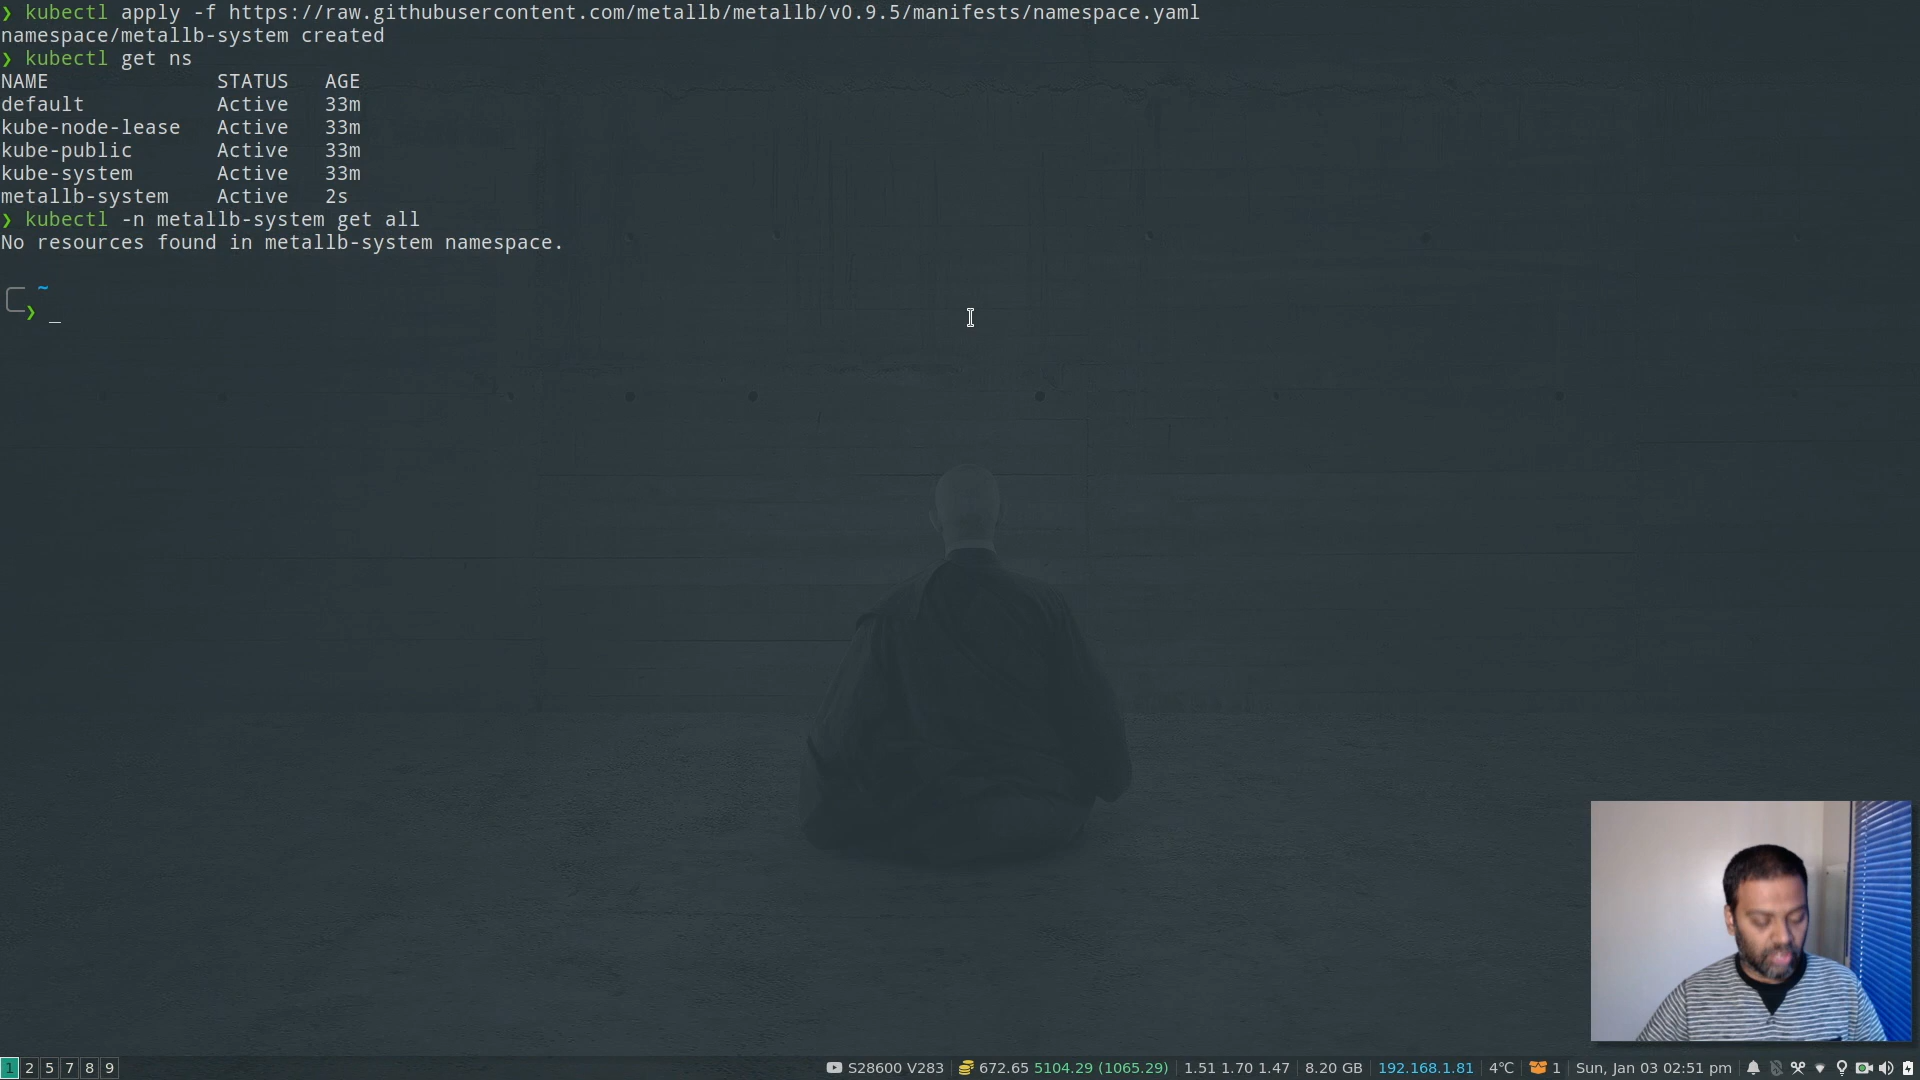 ❯ kubectl apply -f https://raw.githubusercontent.com/metallb/metallb/v0.9.5/manifests/namespace.yaml
namespace/metallb-system created
❯ kubectl get ns
NAME              STATUS   AGE
default           Active   33m
kube-node-lease   Active   33m
kube-public       Active   33m
kube-system       Active   33m
metallb-system    Active   2s
❯ kubectl -n metallb-system get all
No resources found in metallb-system namespace.
~
❯ _
1 2 5 7 8 9 S28600 V283 672.65 5104.29 (1065.29) 1.51 1.70 1.47 8.20 GB 192.168.1.81 4°C 1 Sun, Jan 03 02:51 pm